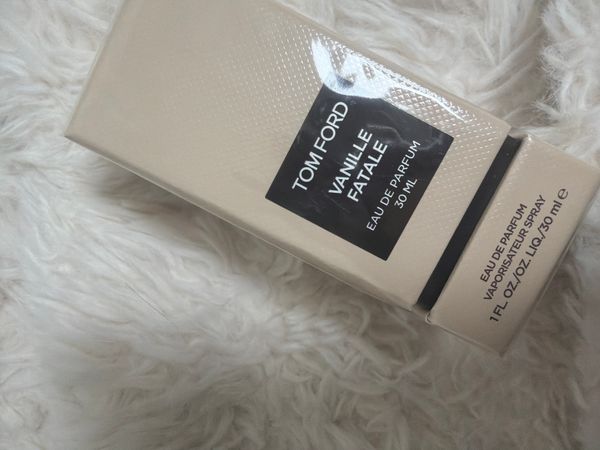 TOM FORD
VANILLE
FATALE
EAU DE PARFUM
30 ML
EAU DE PARFUM
VAPORISATEUR SPRAY
1 FL. OZ./OZ. LIQ./30 ml ℮